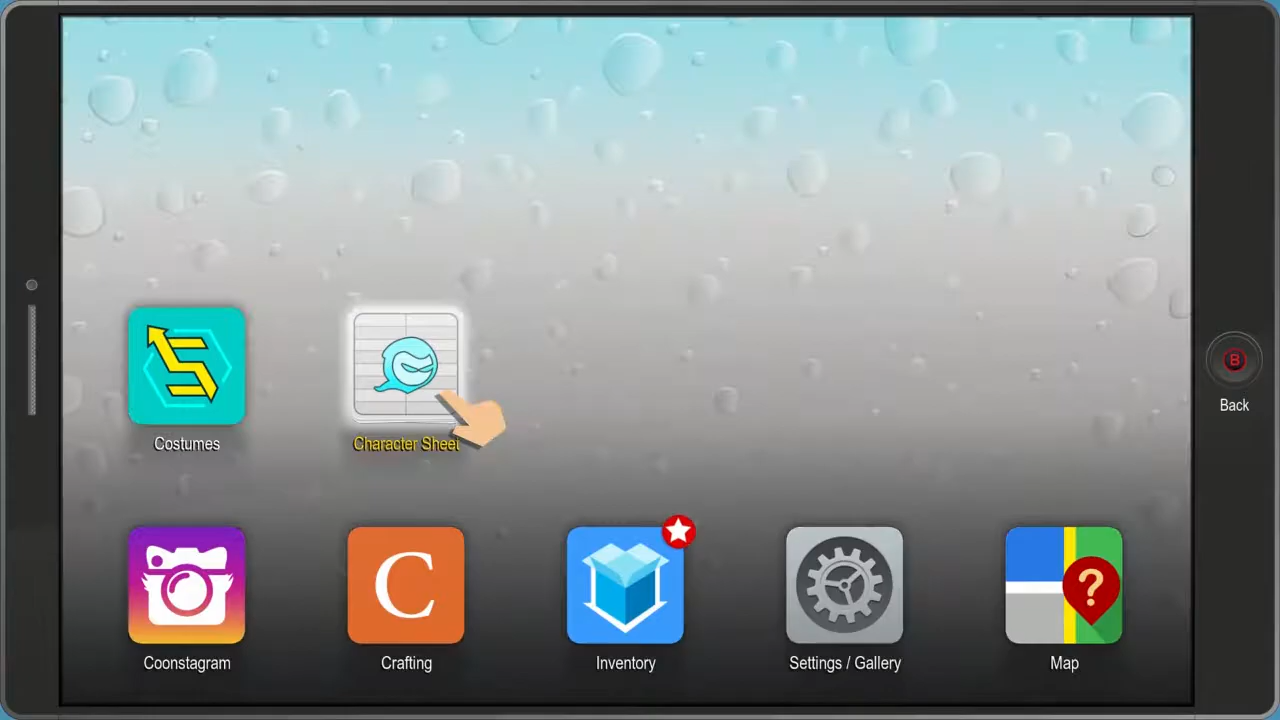 B
Back
Costumes
Character Sheet
C
?
Coonstagram
Crafting
Inventory
Settings / Gallery
Map